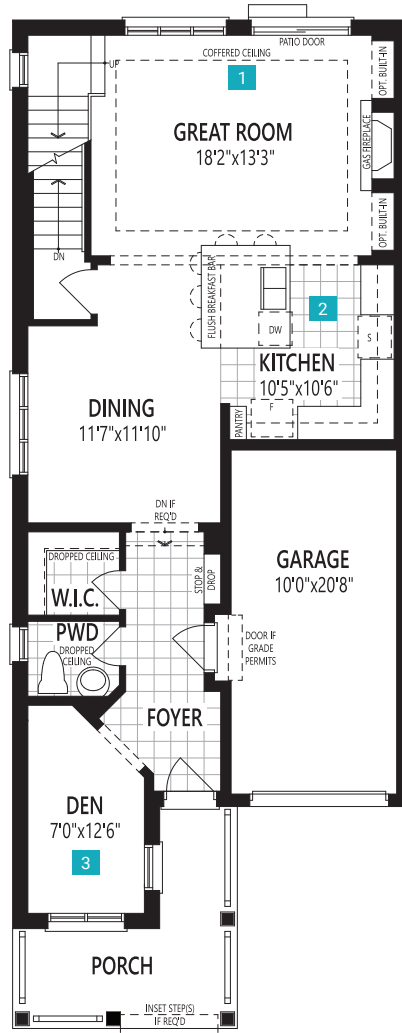 PATIO DOOR
COFFERED CEILING
UP
1
OPT. BUILT-IN
GREAT ROOM
18'2"x13'3"
GAS FIREPLACE
OPT. BUILT-IN
DN
FLUSH BREAKFAST BAR
2
DW
S
KITCHEN
10'5"x10'6"
F
PANTRY
DINING
11'7"x11'10"
DN IF
REQ'D
DROPPED CEILING
W.I.C.
STOP &
DROP
GARAGE
10'0"x20'8"
PWD
DROPPED
CEILING
DOOR IF
GRADE
PERMITS
FOYER
DEN
7'0"x12'6"
3
PORCH
INSET STEP(S)
IF REQ'D